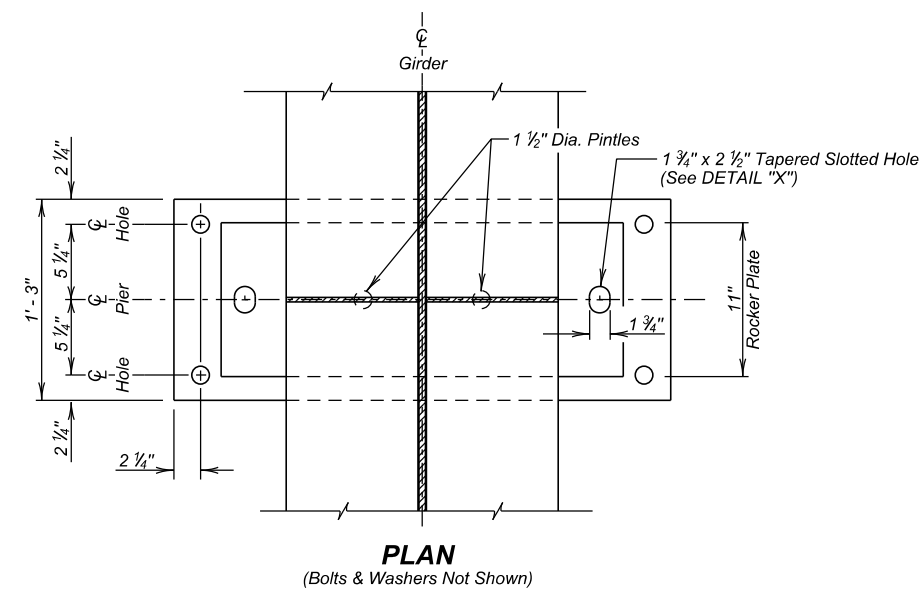 ℄
Girder
1 ½" Dia. Pintles
1 ¾" x 2 ½" Tapered Slotted Hole
(See DETAIL "X")
2 ¼"
℄ Hole
5 ¼"
1' - 3"
℄ Pier
5 ¼"
℄ Hole
2 ¼"
2 ¼"
1 ¾"
11"
Rocker Plate
PLAN
(Bolts & Washers Not Shown)